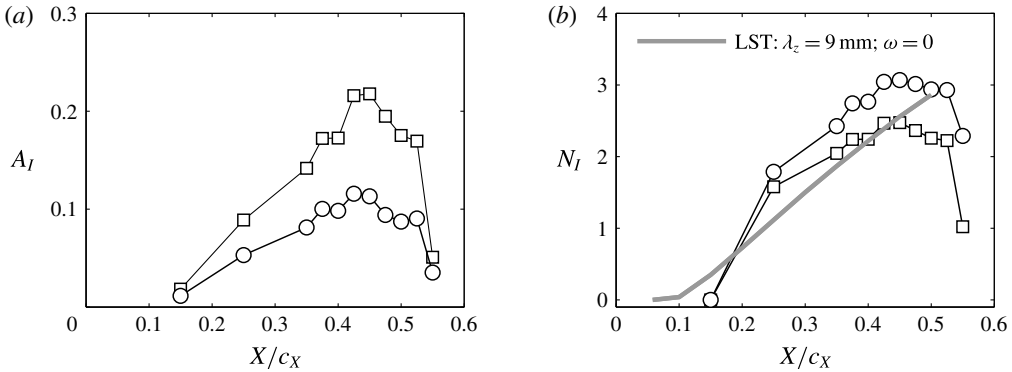 (a)
0.3
0.2
0.1
A_I
0 0.1 0.2 0.3 0.4 0.5 0.6
X/c_X
(b)
4
3
2
1
0
N_I
LST: λ_z = 9 mm; ω = 0
0 0.1 0.2 0.3 0.4 0.5 0.6
X/c_X